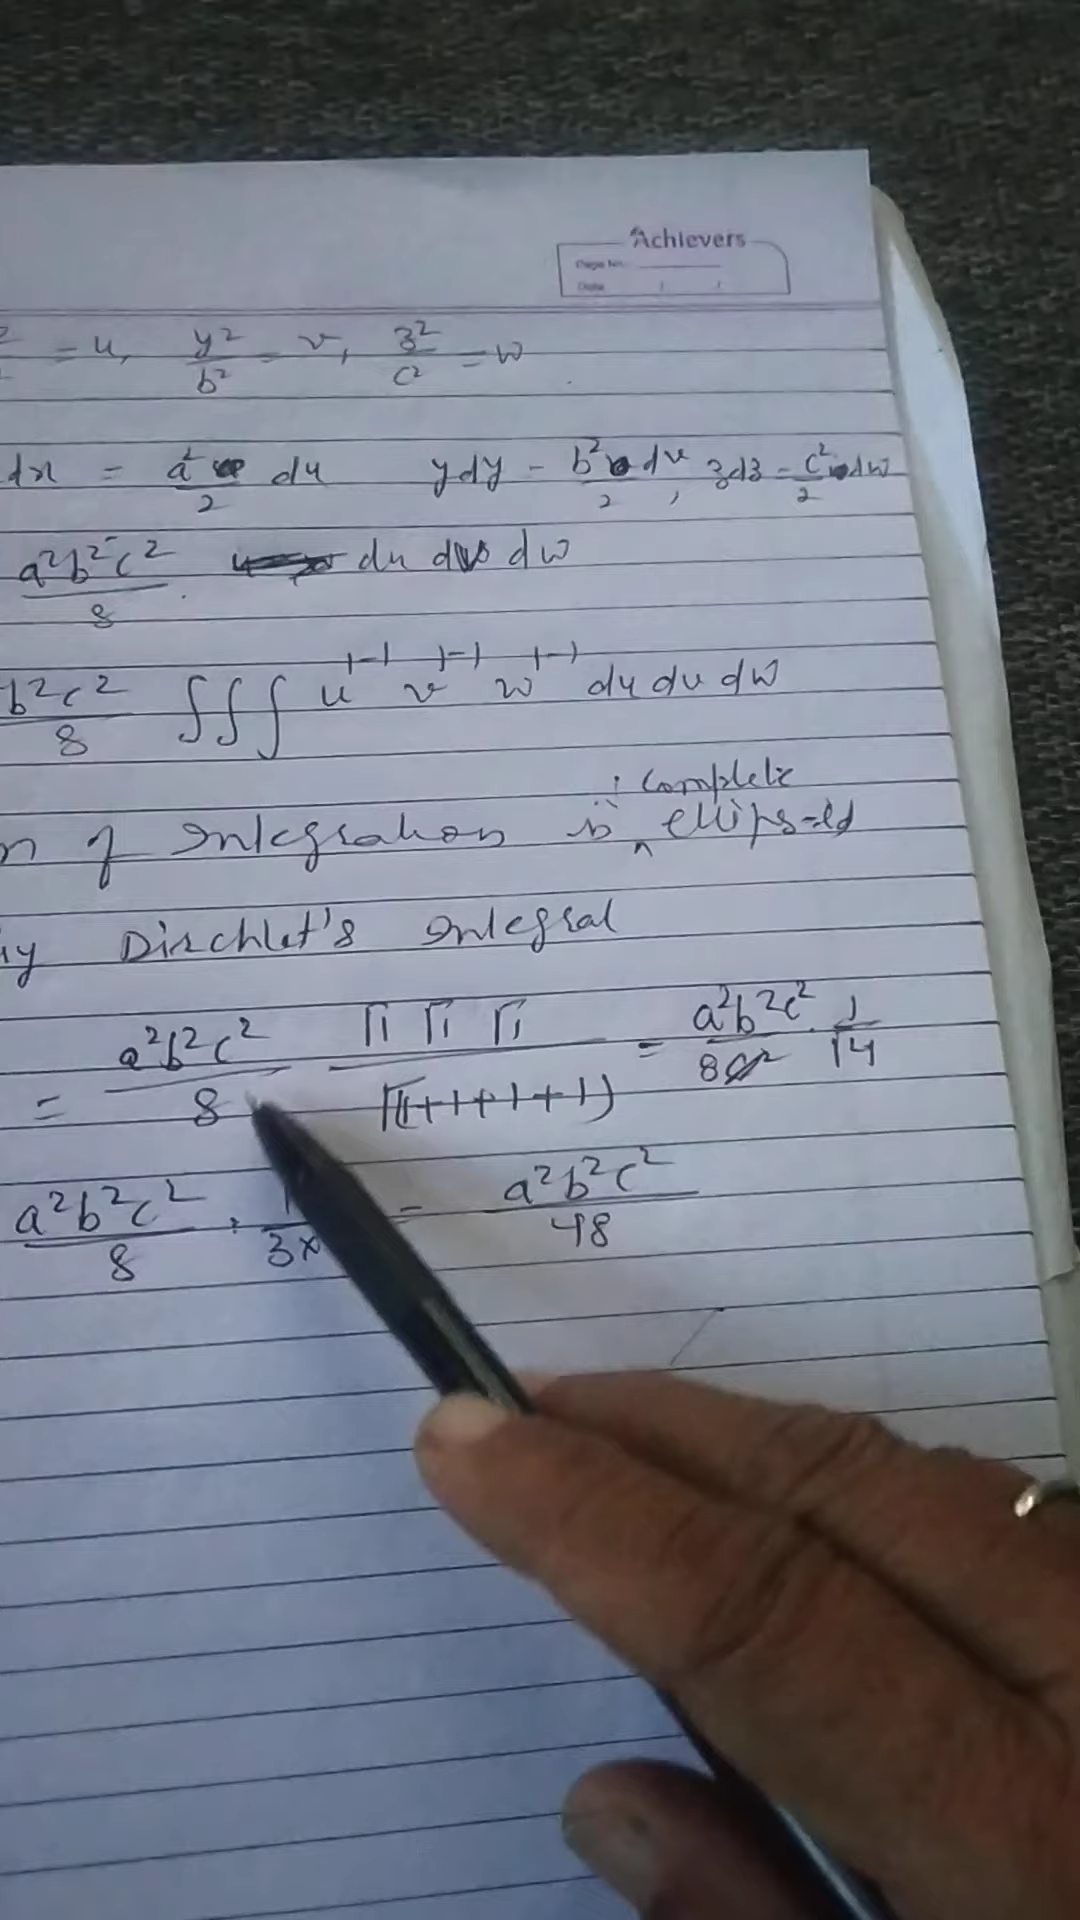 Achievers
Page No.
Date / /
= u, y²/b² = v, z²/c² = w
dx = a²/2 du ydy - b²/2 dv, zdz - c²/2 dw
a²b²c²/8 du dv dw
b²c²/8 ∫∫∫ u^1-1 v^1-1 w^1-1 du dv dw
complete
n of Integration is ^ ellipsoid
Dirchlet's Integral
= a²b²c²/8 Γ1 Γ1 Γ1/Γ(1+1+1+1) = a²b²c²/8 . 1/Γ4
a²b²c²/8 . 1/3× - a²b²c²/48